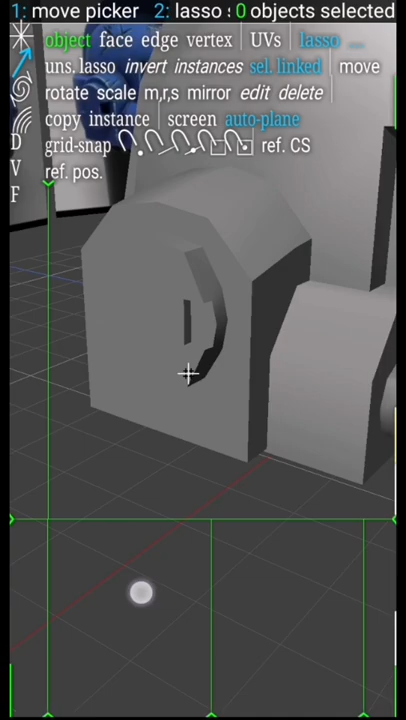 1: move picker 2: lasso : 0 objects selected
object face edge vertex | UVs | lasso ...
uns. lasso invert instances sel. linked | move
rotate scale m,r,s mirror edit delete |
copy instance | screen auto-plane
D grid-snap ref. CS
V ref. pos.
F